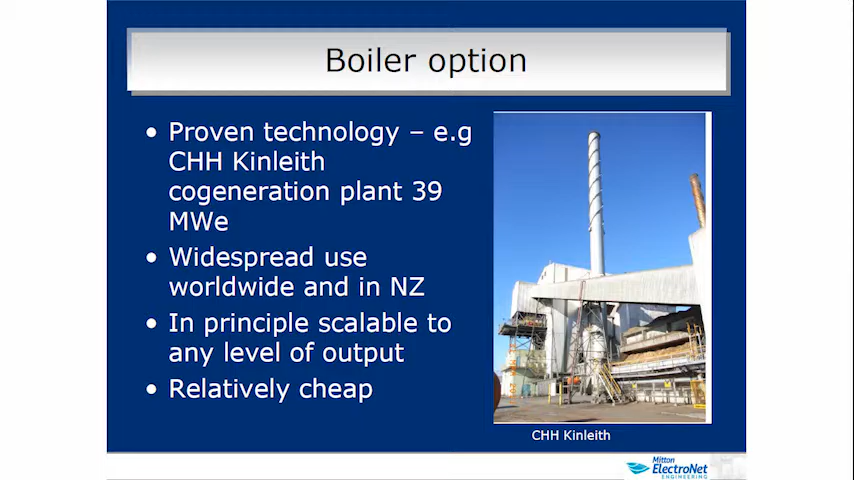 Boiler option
• Proven technology – e.g
CHH Kinleith
cogeneration plant 39
MWe
• Widespread use
worldwide and in NZ
• In principle scalable to
any level of output
• Relatively cheap
CHH Kinleith
Mitton
ElectroNet
ENGINEERING